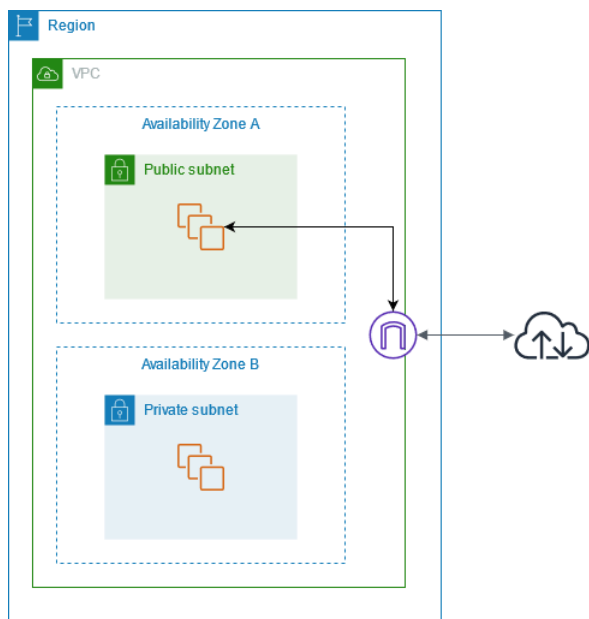 Region
VPC
Availability Zone A
Public subnet
Availability Zone B
Private subnet